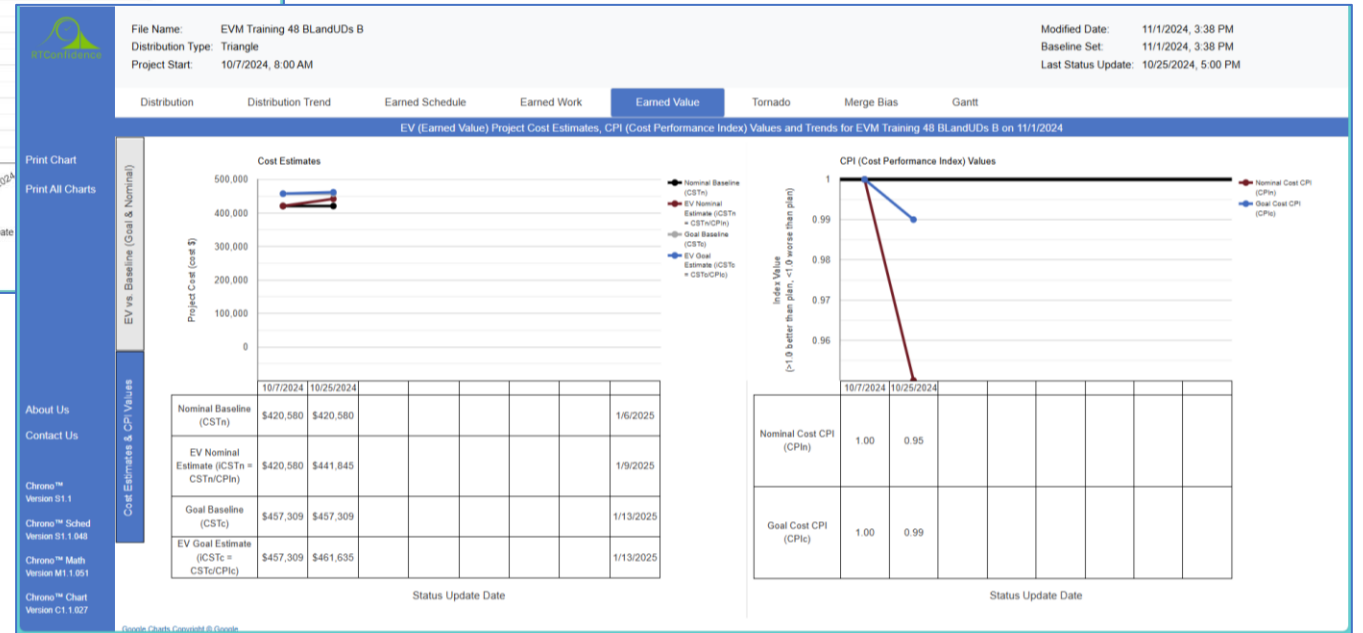 RTConfidence
File Name: EVM Training 48 BLandUDs B
Distribution Type: Triangle
Project Start: 10/7/2024, 8:00 AM
Modified Date: 11/1/2024, 3:38 PM
Baseline Set: 11/1/2024, 3:38 PM
Last Status Update: 10/25/2024, 5:00 PM
Distribution Distribution Trend Earned Schedule Earned Work Earned Value Tornado Merge Bias Gantt
EV (Earned Value) Project Cost Estimates, CPI (Cost Performance Index) Values and Trends for EVM Training 48 BLandUDs B on 11/1/2024
Print Chart
Print All Charts
About Us
Contact Us
Chrono™
Version S1.1
Chrono™ Sched
Version S1.1.048
Chrono™ Math
Version M1.1.051
Chrono™ Chart
Version C1.1.027
EV vs. Baseline (Goal & Nominal)
Cost Estimates & CPI Values
Cost Estimates
Project Cost (cost $)
500,000
400,000
300,000
200,000
100,000
0
Nominal Baseline
(CSTn)
EV Nominal
Estimate (iCSTn
= CSTn/CPIn)
Goal Baseline
(CSTc)
EV Goal
Estimate (iCSTc
= CSTc/CPIc)
10/7/2024 10/25/2024
Nominal Baseline
(CSTn)
$420,580 $420,580 1/6/2025
EV Nominal
Estimate (iCSTn =
CSTn/CPIn)
$420,580 $441,845 1/9/2025
Goal Baseline
(CSTc)
$457,309 $457,309 1/13/2025
EV Goal Estimate
(iCSTc =
CSTc/CPIc)
$457,309 $461,635 1/13/2025
Status Update Date
CPI (Cost Performance Index) Values
Index Value
(>1.0 better than plan, <1.0 worse than plan)
1
0.99
0.98
0.97
0.96
Nominal Cost CPI
(CPIn)
Goal Cost CPI
(CPIc)
10/7/2024 10/25/2024
Nominal Cost CPI
(CPIn)
1.00 0.95
Goal Cost CPI
(CPIc)
1.00 0.99
Status Update Date
Google Charts Copyright © Google